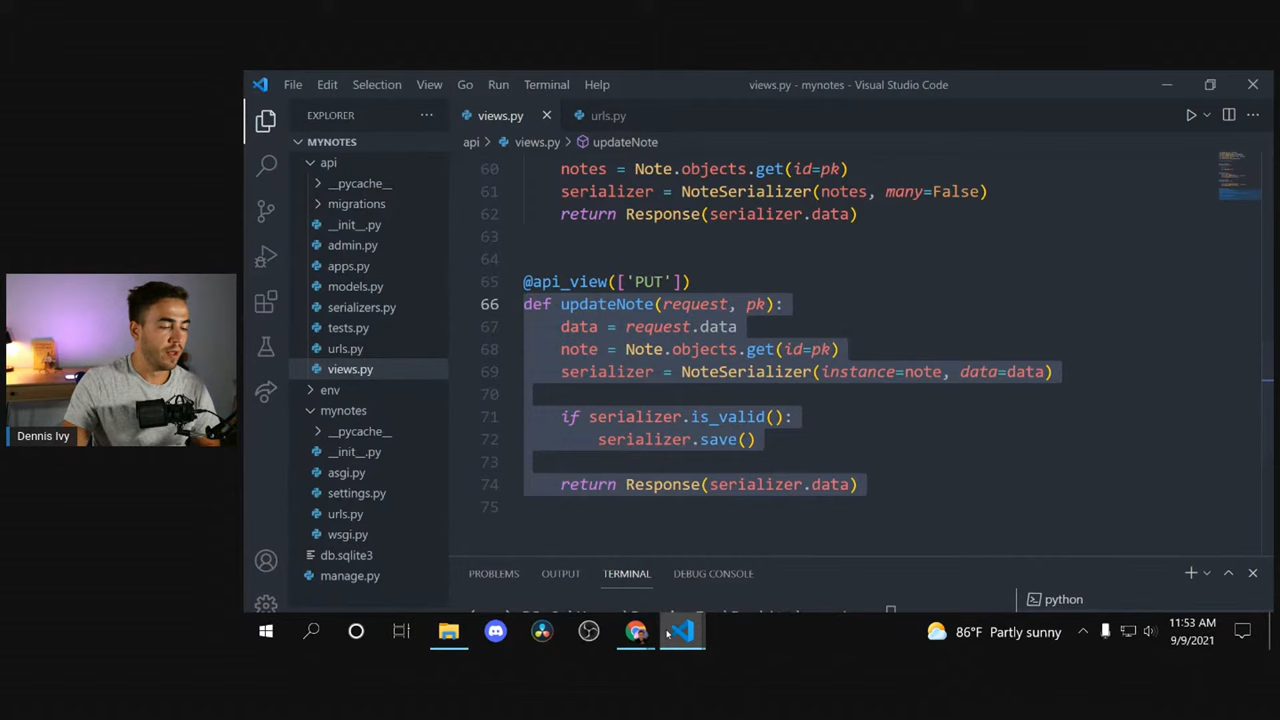 File Edit Selection View Go Run Terminal Help
views.py - mynotes - Visual Studio Code
EXPLORER
views.py
urls.py
MYNOTES
api > views.py > updateNote
api
__pycache__
migrations
__init__.py
admin.py
apps.py
models.py
serializers.py
tests.py
urls.py
views.py
env
mynotes
__pycache__
__init__.py
asgi.py
settings.py
urls.py
wsgi.py
db.sqlite3
manage.py
60 notes = Note.objects.get(id=pk)
61 serializer = NoteSerializer(notes, many=False)
62 return Response(serializer.data)
63
64
65 @api_view(['PUT'])
66 def updateNote(request, pk):
67 data = request.data
68 note = Note.objects.get(id=pk)
69 serializer = NoteSerializer(instance=note, data=data)
70
71 if serializer.is_valid():
72 serializer.save()
73
74 return Response(serializer.data)
75
PROBLEMS OUTPUT TERMINAL DEBUG CONSOLE
python
Dennis Ivy
86°F Partly sunny
11:53 AM
9/9/2021